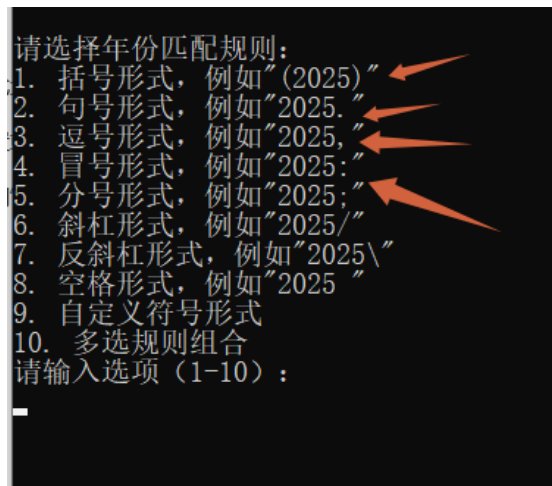 请选择年份匹配规则：
1. 括号形式，例如"(2025)"
2. 句号形式，例如"2025."
3. 逗号形式，例如"2025,"
4. 冒号形式，例如"2025:"
5. 分号形式，例如"2025;"
6. 斜杠形式，例如"2025/"
7. 反斜杠形式，例如"2025\"
8. 空格形式，例如"2025 "
9. 自定义符号形式
10. 多选规则组合
请输入选项（1-10）：